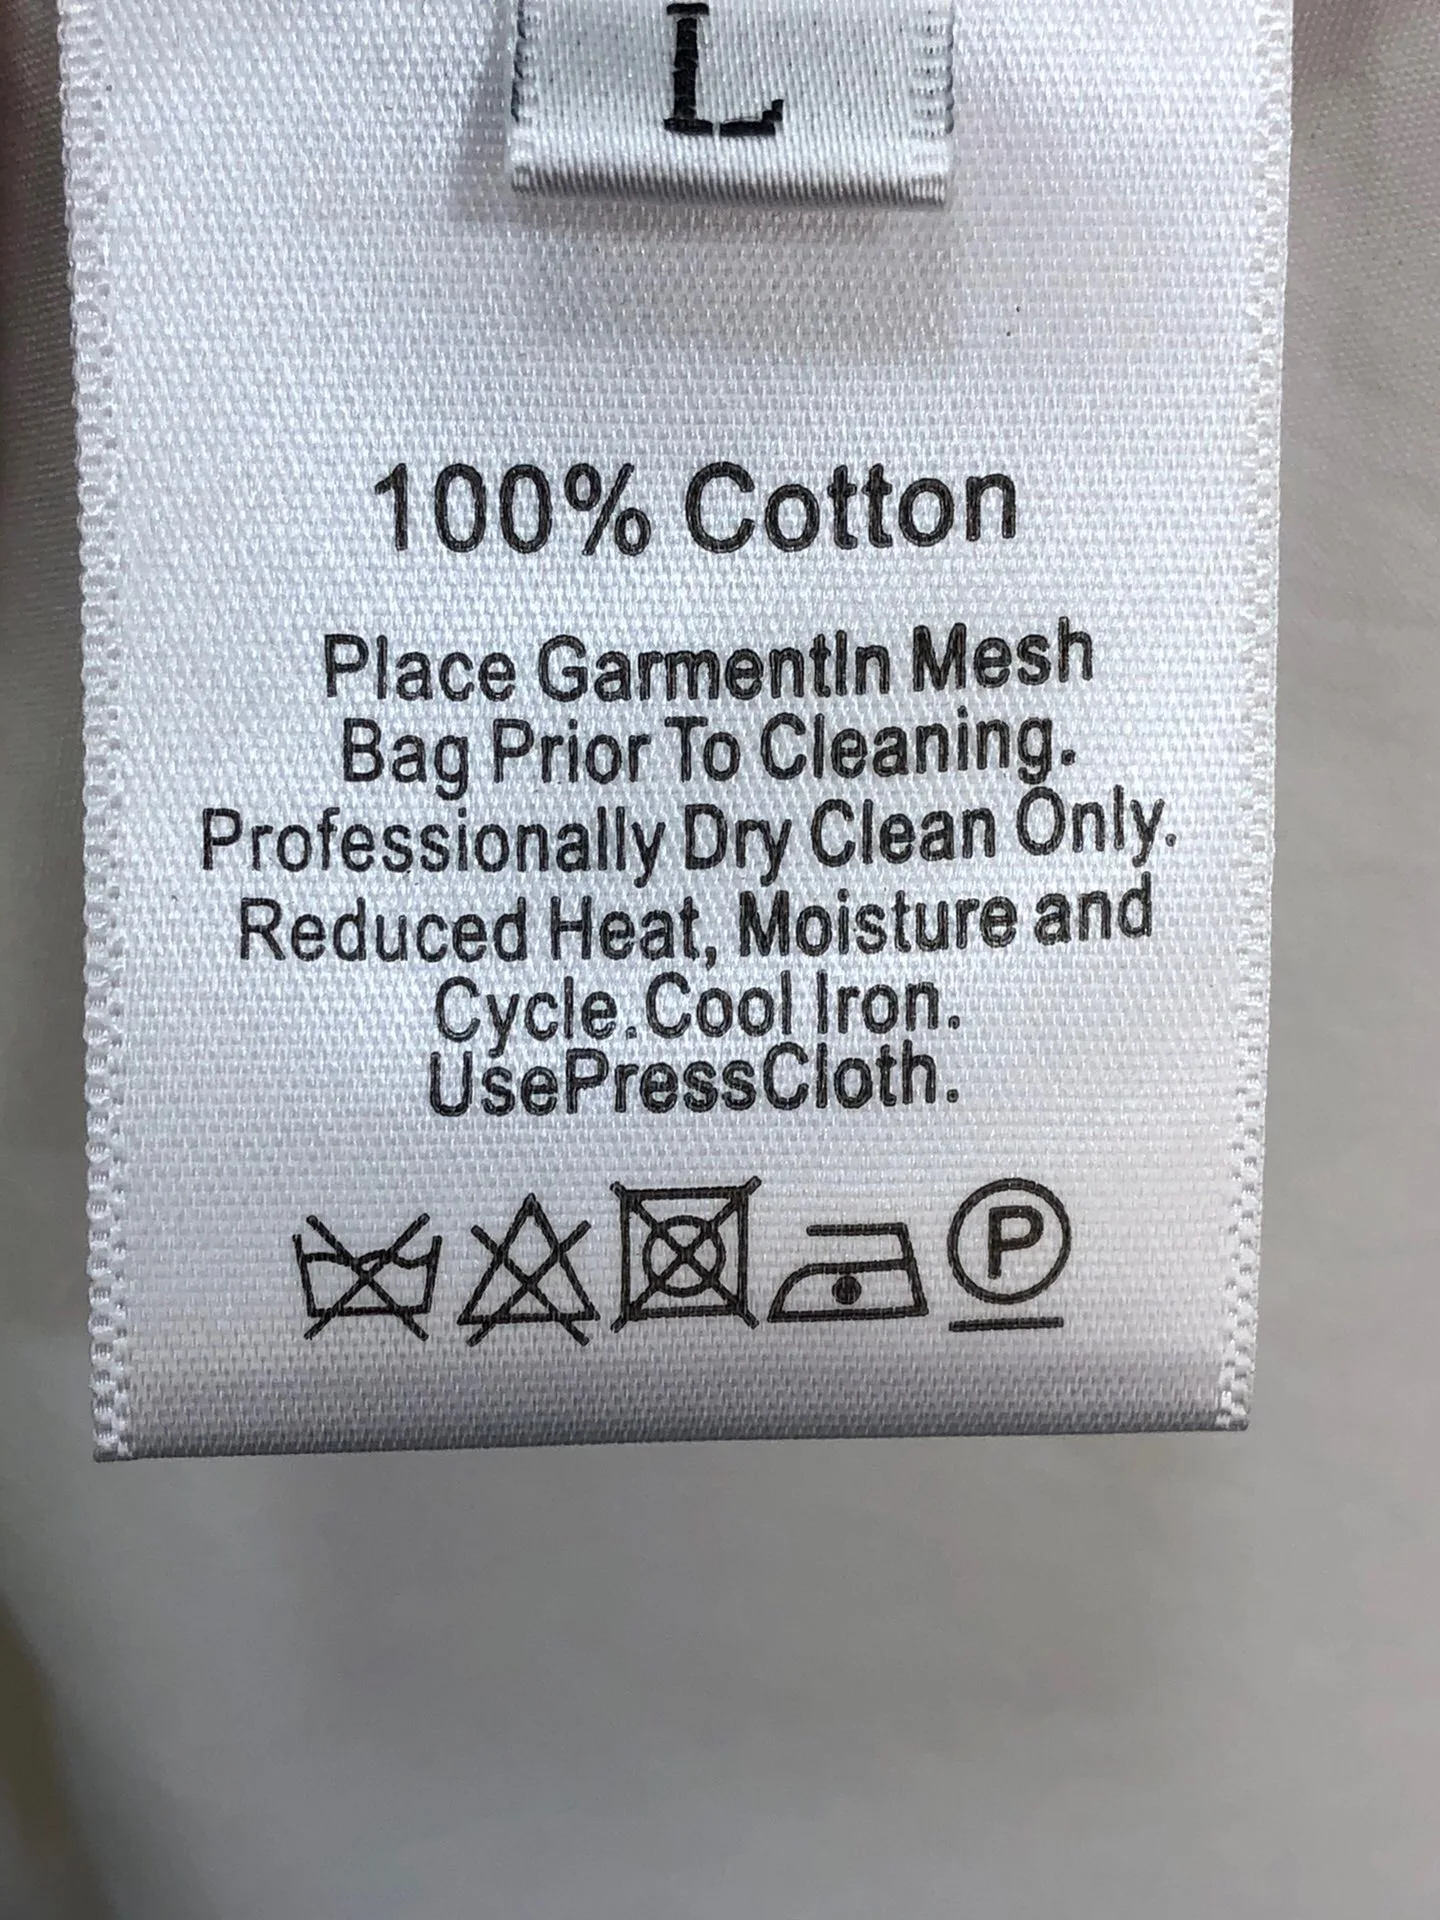 L
100% Cotton
Place GarmentIn Mesh
Bag Prior To Cleaning.
Professionally Dry Clean Only.
Reduced Heat, Moisture and
Cycle.Cool Iron.
UsePressCloth.
P